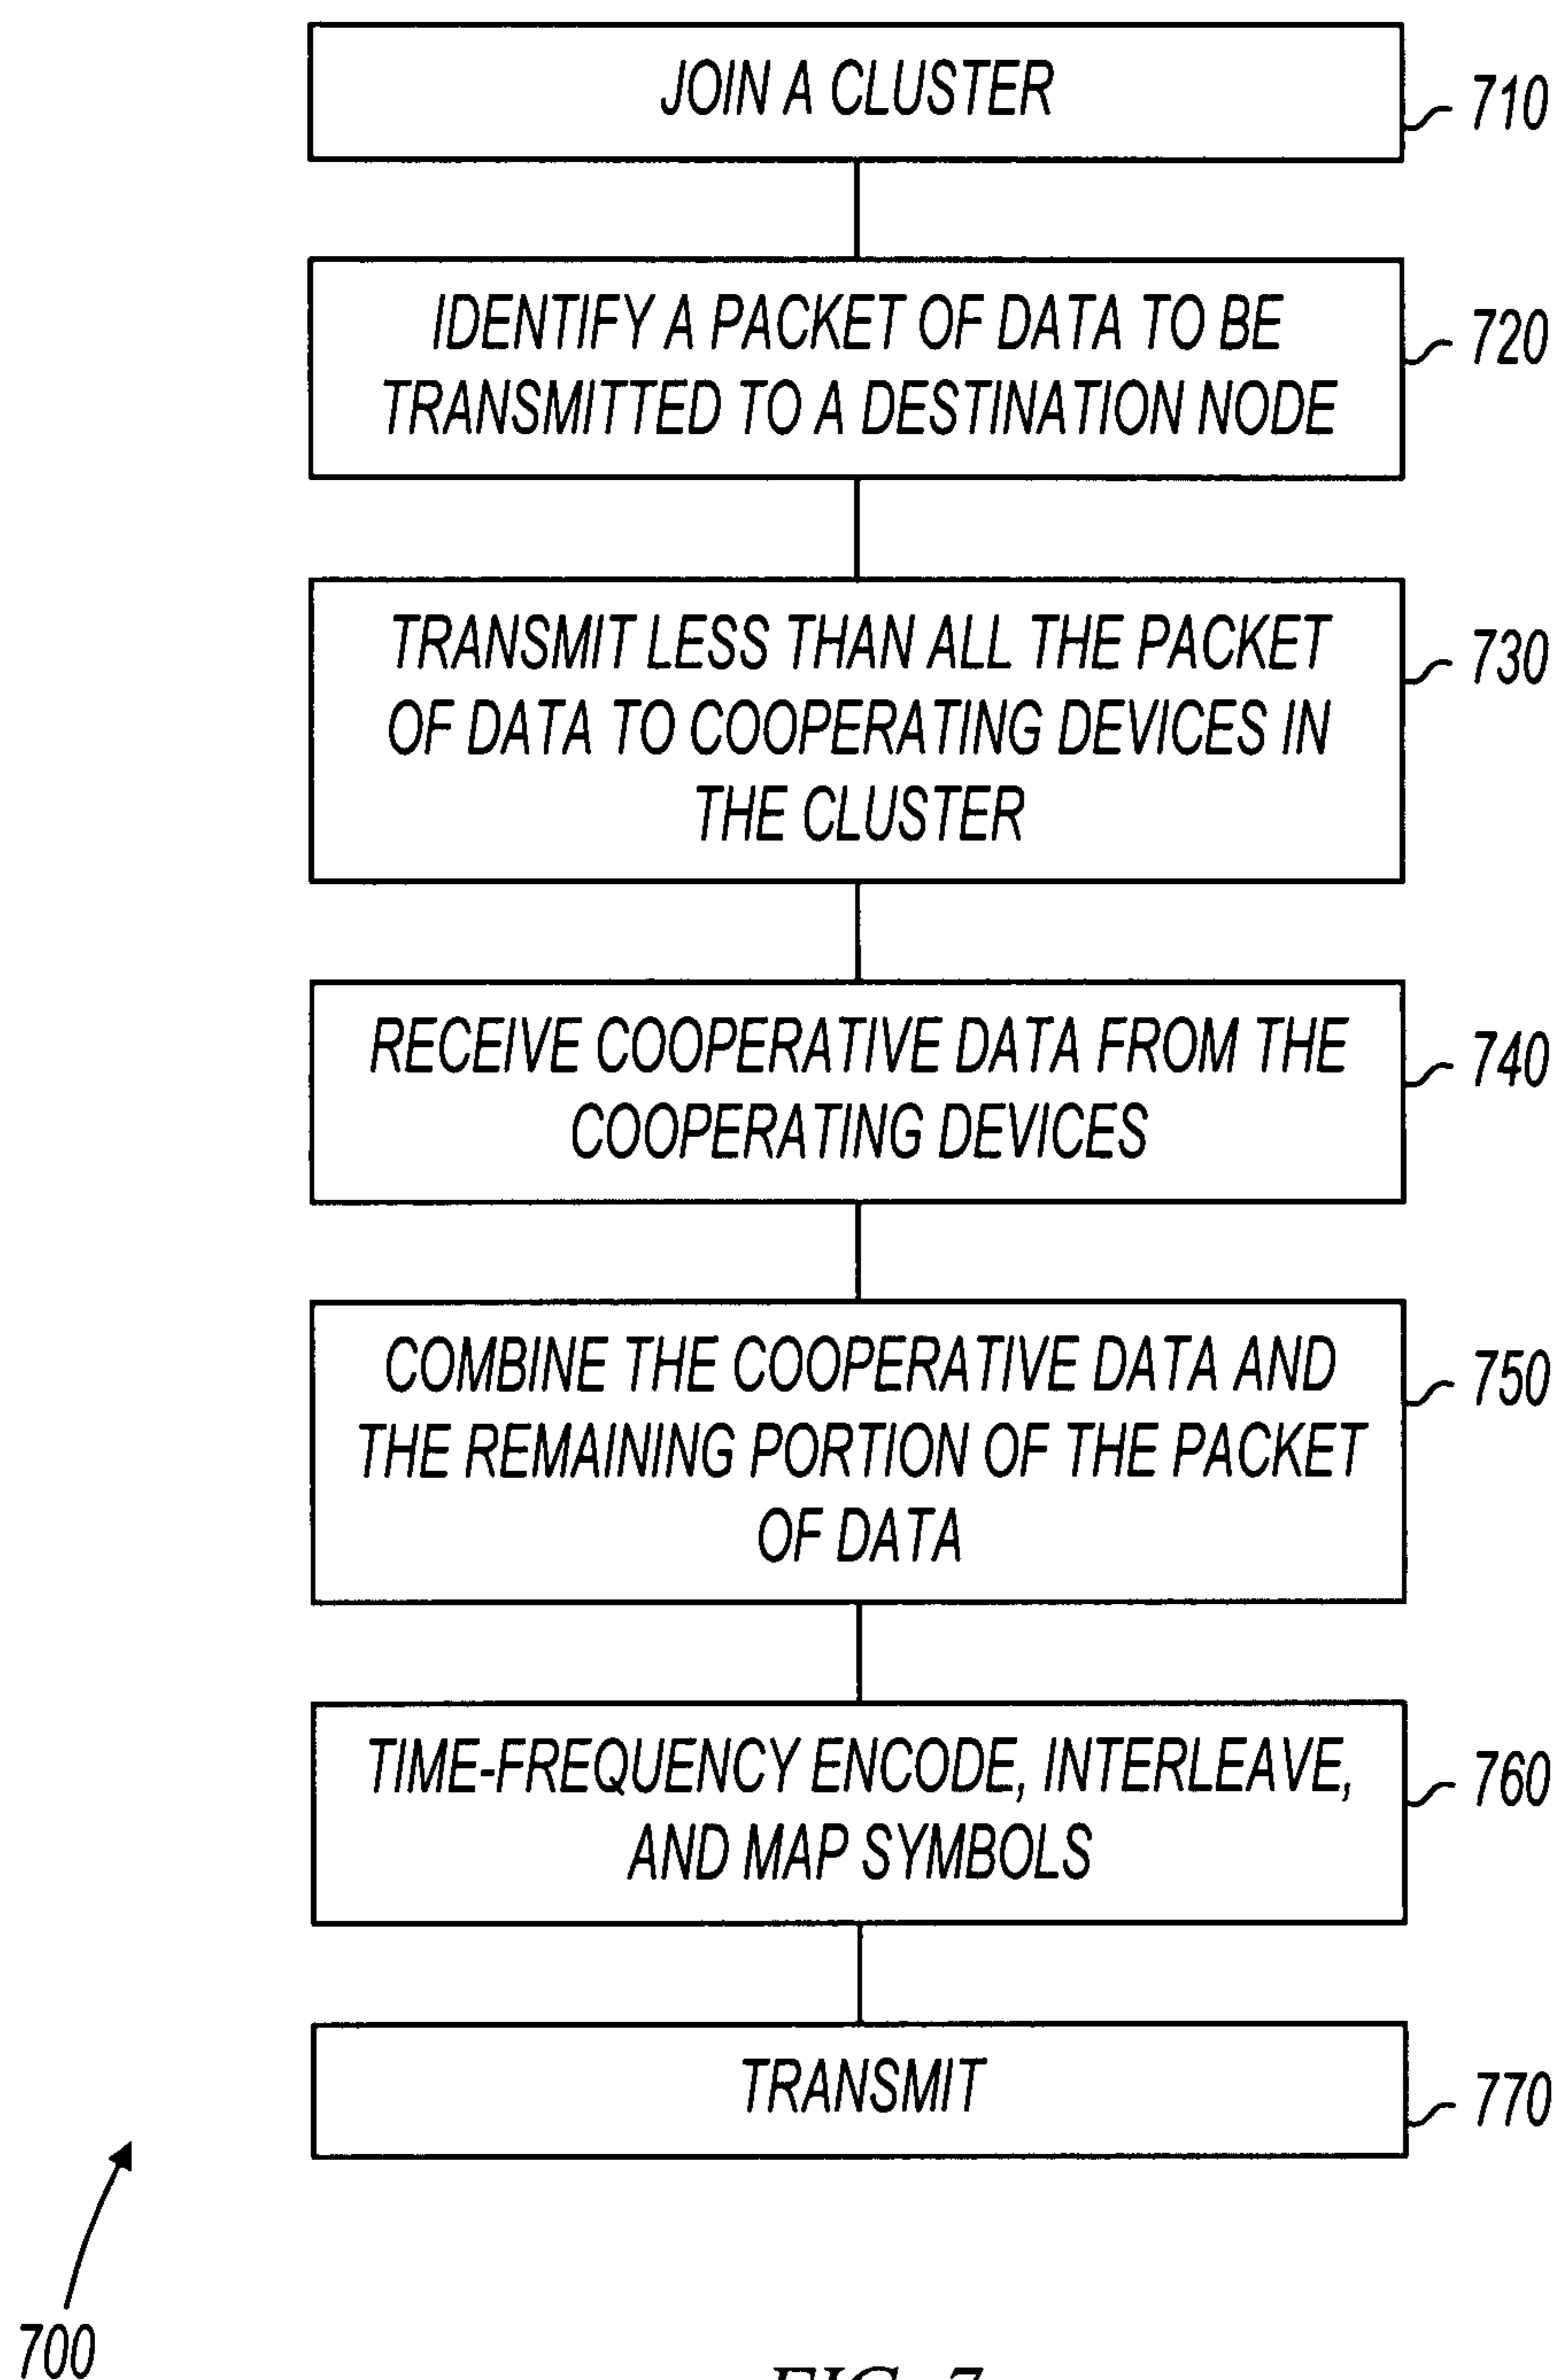 JOIN A CLUSTER
710
IDENTIFY A PACKET OF DATA TO BE
TRANSMITTED TO A DESTINATION NODE
720
TRANSMIT LESS THAN ALL THE PACKET
OF DATA TO COOPERATING DEVICES IN
THE CLUSTER
730
RECEIVE COOPERATIVE DATA FROM THE
COOPERATING DEVICES
740
COMBINE THE COOPERATIVE DATA AND
THE REMAINING PORTION OF THE PACKET
OF DATA
750
TIME-FREQUENCY ENCODE, INTERLEAVE,
AND MAP SYMBOLS
760
TRANSMIT
770
700